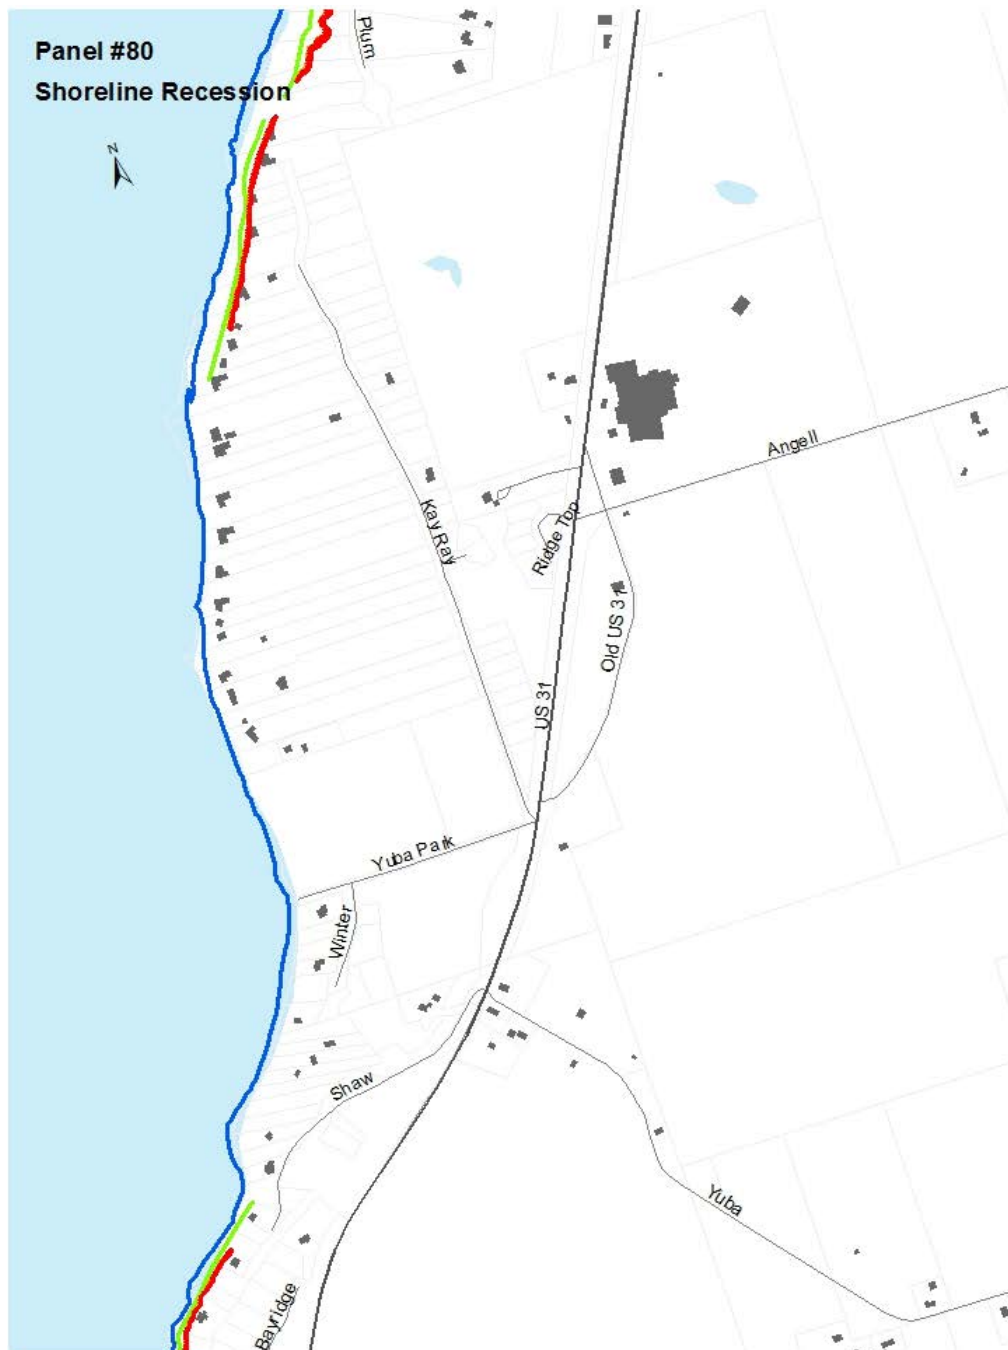 Panel #80
Shoreline Recession
Plum
N
Angell
Kay Ray
Ridge Top
Old US 31
US 31
Yuba Park
Winter
Shaw
Yuba
Bayridge